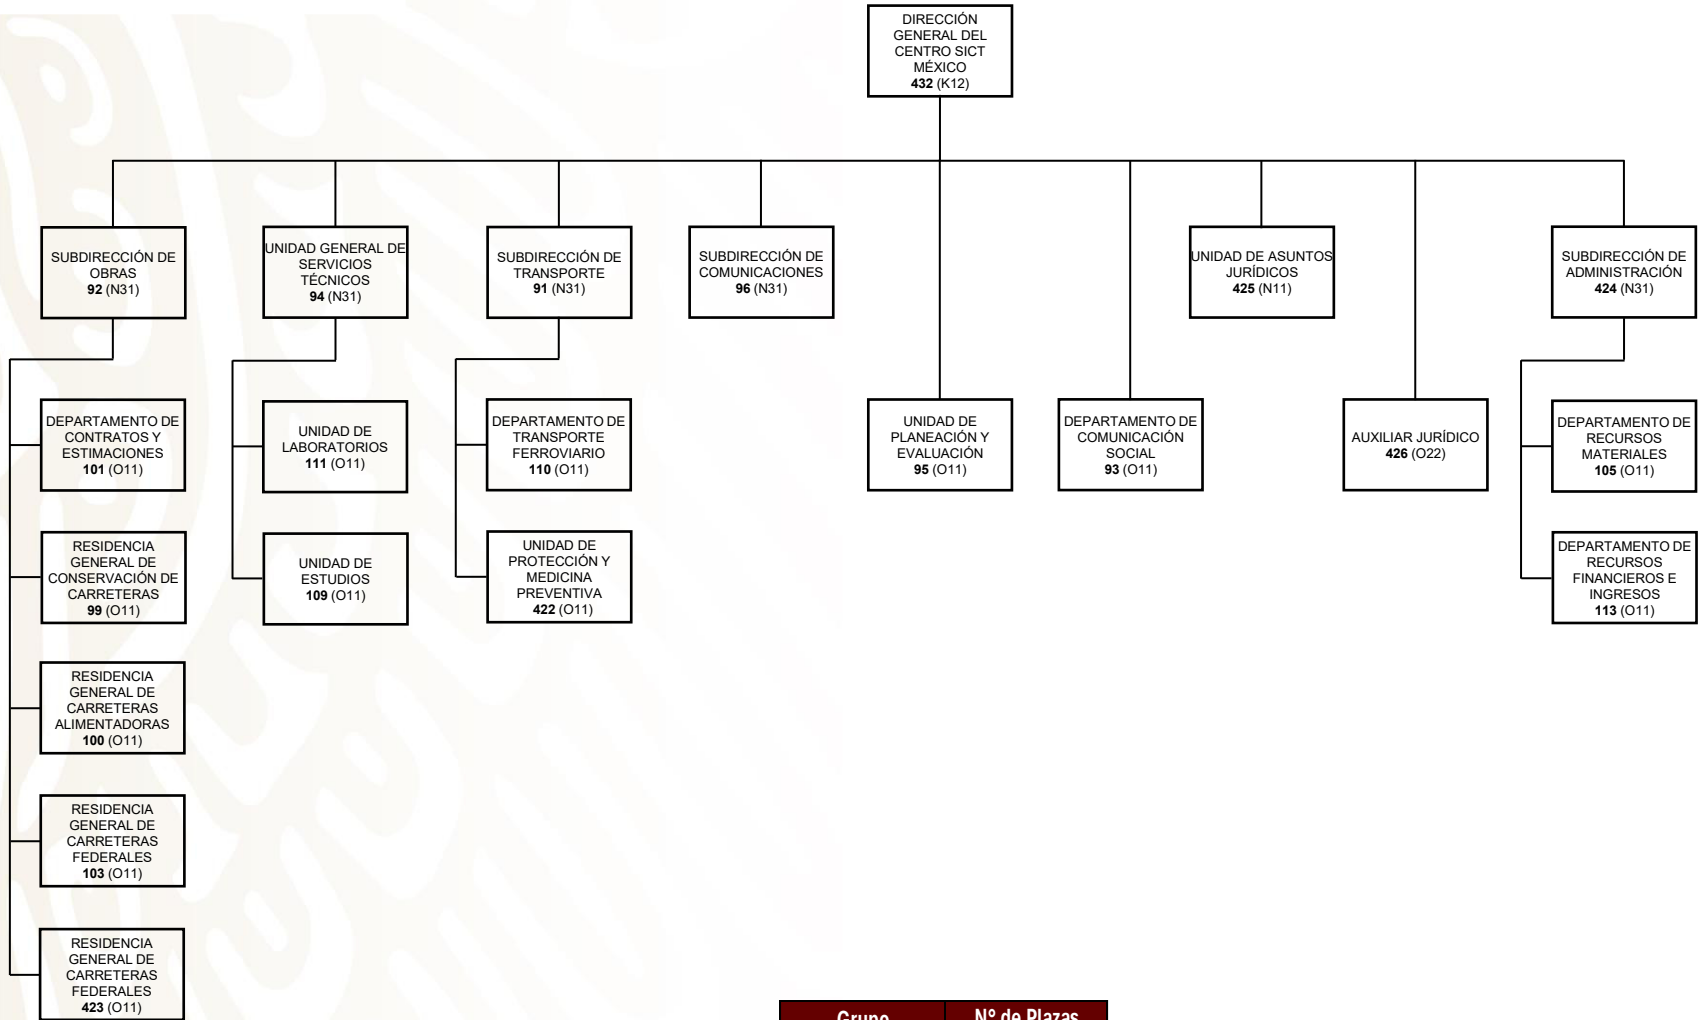 DIRECCIÓN
GENERAL DEL
CENTRO SICT
MÉXICO
432 (K12)
SUBDIRECCIÓN DE
OBRAS
92 (N31)
UNIDAD GENERAL DE
SERVICIOS
TÉCNICOS
94 (N31)
SUBDIRECCIÓN DE
TRANSPORTE
91 (N31)
SUBDIRECCIÓN DE
COMUNICACIONES
96 (N31)
UNIDAD DE ASUNTOS
JURÍDICOS
425 (N11)
SUBDIRECCIÓN DE
ADMINISTRACIÓN
424 (N31)
DEPARTAMENTO DE
CONTRATOS Y
ESTIMACIONES
101 (O11)
UNIDAD DE
LABORATORIOS
111 (O11)
DEPARTAMENTO DE
TRANSPORTE
FERROVIARIO
110 (O11)
UNIDAD DE
PLANEACIÓN Y
EVALUACIÓN
95 (O11)
DEPARTAMENTO DE
COMUNICACIÓN
SOCIAL
93 (O11)
AUXILIAR JURÍDICO
426 (O22)
DEPARTAMENTO DE
RECURSOS
MATERIALES
105 (O11)
RESIDENCIA
GENERAL DE
CONSERVACIÓN DE
CARRETERAS
99 (O11)
UNIDAD DE
ESTUDIOS
109 (O11)
UNIDAD DE
PROTECCIÓN Y
MEDICINA
PREVENTIVA
422 (O11)
DEPARTAMENTO DE
RECURSOS
FINANCIEROS E
INGRESOS
113 (O11)
RESIDENCIA
GENERAL DE
CARRETERAS
ALIMENTADORAS
100 (O11)
RESIDENCIA
GENERAL DE
CARRETERAS
FEDERALES
103 (O11)
RESIDENCIA
GENERAL DE
CARRETERAS
FEDERALES
423 (O11)
Grupo Nº de Plazas